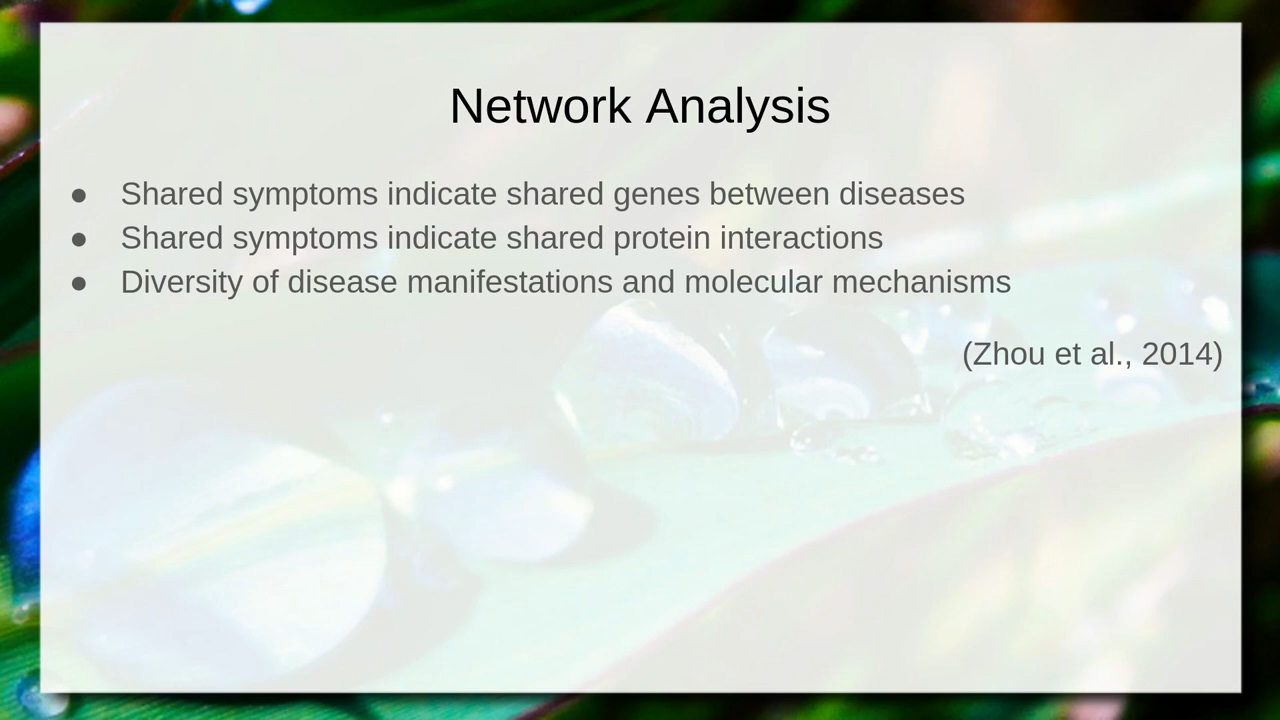 Network Analysis
● Shared symptoms indicate shared genes between diseases
● Shared symptoms indicate shared protein interactions
● Diversity of disease manifestations and molecular mechanisms
(Zhou et al., 2014)